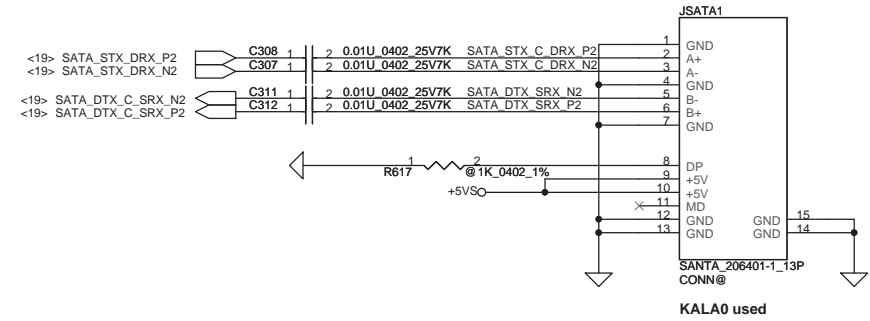 JSATA1
<19> SATA_STX_DRX_P2 C308 1 2 0.01U_0402_25V7K SATA_STX_C_DRX_P2
<19> SATA_STX_DRX_N2 C307 1 2 0.01U_0402_25V7K SATA_STX_C_DRX_N2
<19> SATA_DTX_C_SRX_N2 C311 1 2 0.01U_0402_25V7K SATA_DTX_SRX_N2
<19> SATA_DTX_C_SRX_P2 C312 1 2 0.01U_0402_25V7K SATA_DTX_SRX_P2
1 GND
2 A+
3 A-
4 GND
5 B-
6 B+
7 GND
R617 1 2 @1K_0402_1%
+5VS
8 DP
9 +5V
10 +5V
11 MD
12 GND GND 15
13 GND GND 14
SANTA_206401-1_13P
CONN@
KALA0 used